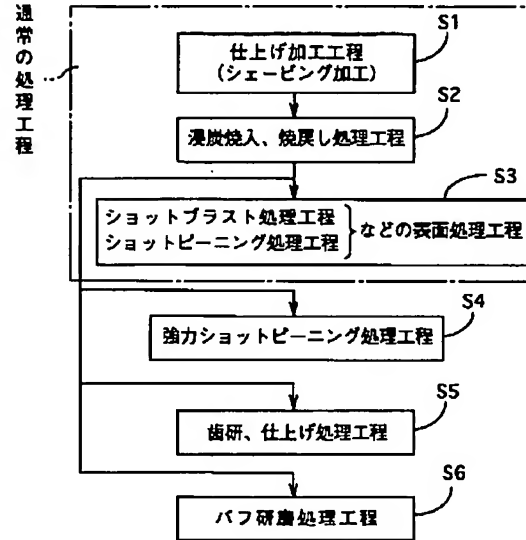 通常の処理工程
S1
仕上げ加工工程
(シェービング加工)
S2
浸炭焼入、焼戻し処理工程
S3
ショットブラスト処理工程
ショットピーニング処理工程
などの表面処理工程
S4
強力ショットピーニング処理工程
S5
歯研、仕上げ処理工程
S6
バフ研磨処理工程